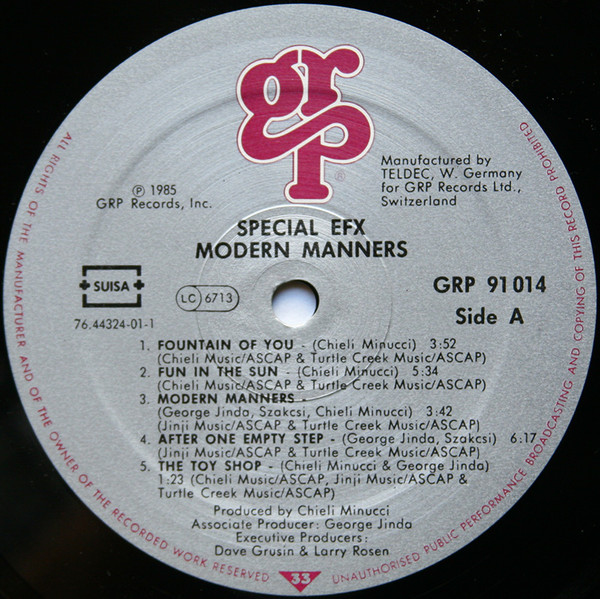 grp
®
℗ 1985
GRP Records, Inc.
Manufactured by
TELDEC, W. Germany
for GRP Records Ltd.,
Switzerland
SPECIAL EFX
MODERN MANNERS
SUISA
LC 6713
76.44324-01-1
GRP 91 014
Side A
1. FOUNTAIN OF YOU - (Chieli Minucci) 3:52
(Chieli Music/ASCAP & Turtle Creek Music/ASCAP)
2. FUN IN THE SUN - (Chieli Minucci) 5:34
(Chieli Music/ASCAP & Turtle Creek Music/ASCAP)
3. MODERN MANNERS -
(George Jinda, Szakcsi, Chieli Minucci) 3:42
(Jinji Music/ASCAP & Turtle Creek Music/ASCAP)
4. AFTER ONE EMPTY STEP - (George Jinda, Szakcsi) 6:17
(Jinji Music/ASCAP & Turtle Creek Music/ASCAP)
5. THE TOY SHOP - (Chieli Minucci & George Jinda)
1:23 (Chieli Music/ASCAP, Jinji Music/ASCAP &
Turtle Creek Music/ASCAP)
Produced by Chieli Minucci
Associate Producer: George Jinda
Executive Producers:
Dave Grusin & Larry Rosen
33
ALL RIGHTS OF THE MANUFACTURER AND OF THE OWNER OF THE RECORDED WORK RESERVED
UNAUTHORISED PUBLIC PERFORMANCE BROADCASTING AND COPYING OF THIS RECORD PROHIBITED